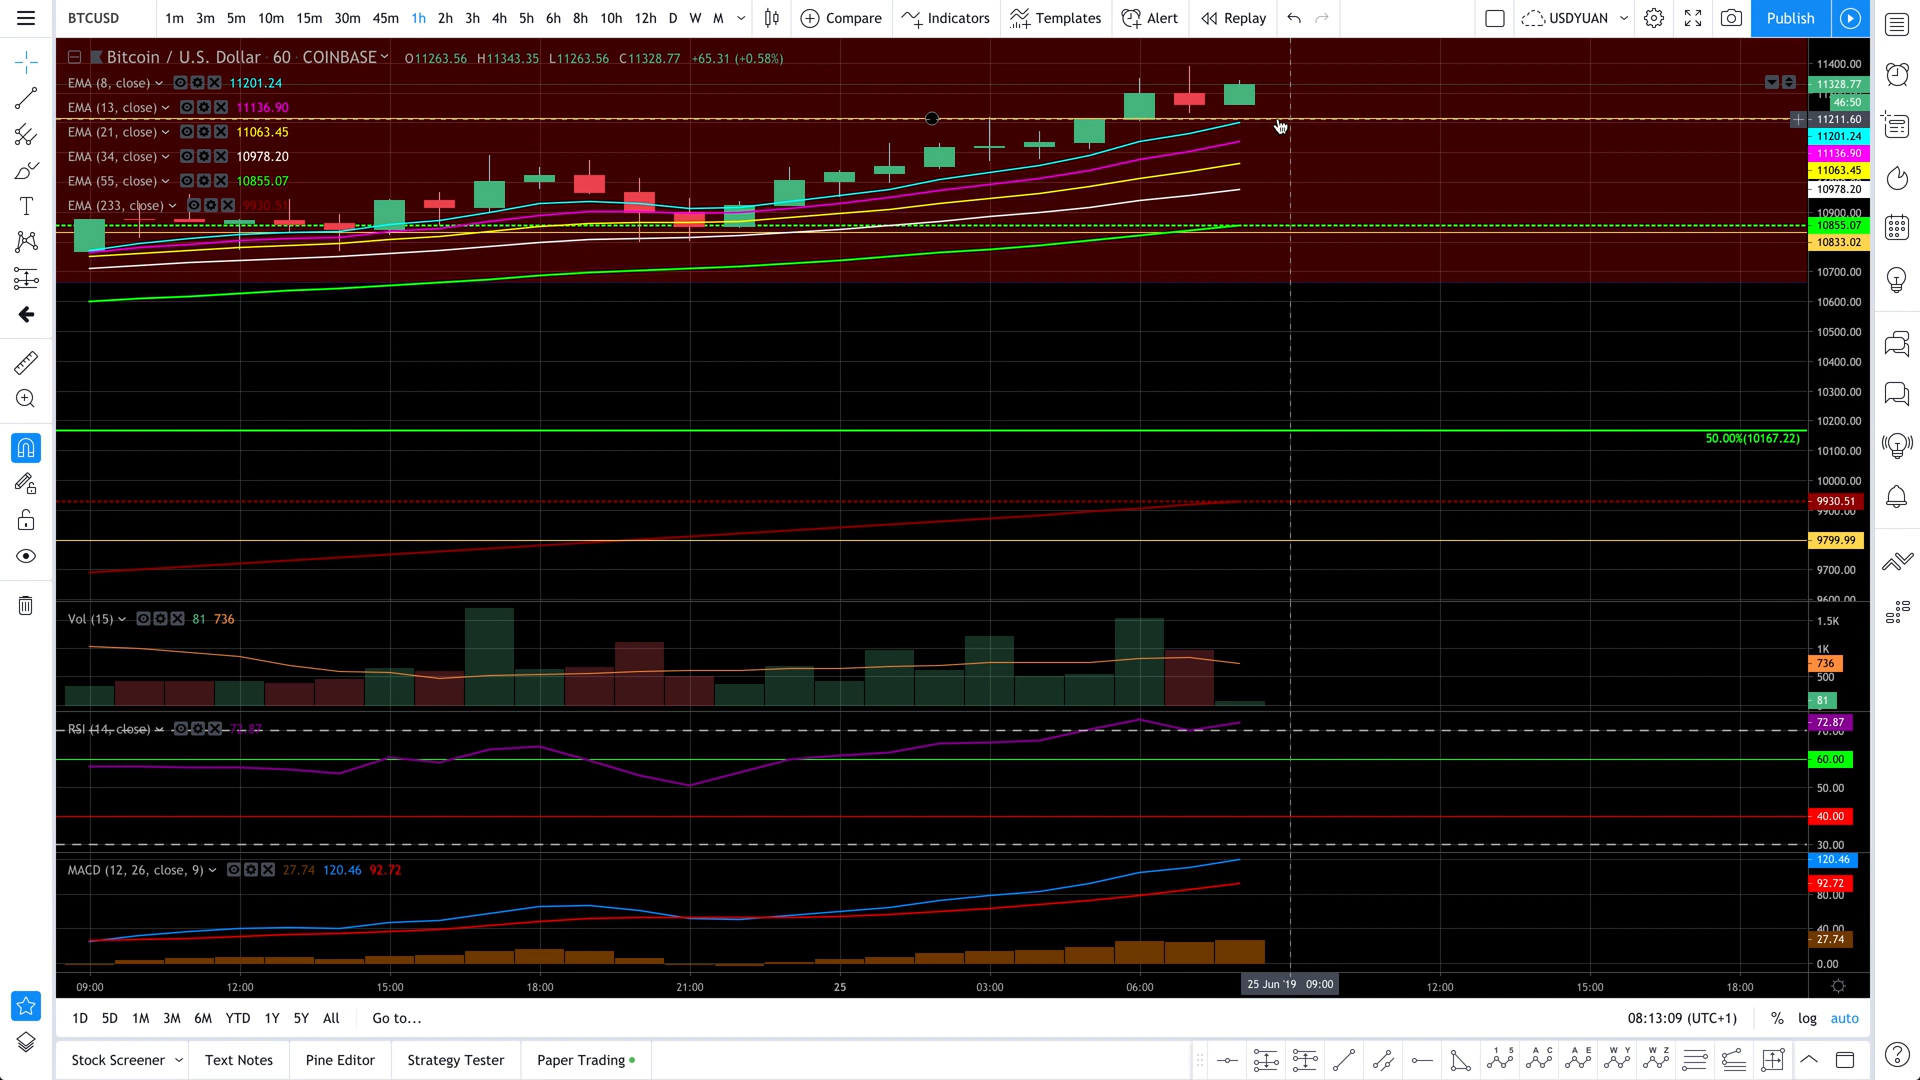 BTCUSD 1m 3m 5m 10m 15m 30m 45m 1h 2h 3h 4h 5h 6h 8h 10h 12h D W M Compare Indicators Templates Alert Replay USDYUAN Publish
Bitcoin / U.S. Dollar 60 COINBASE O11263.56 H11343.35 L11263.56 C11328.77 +65.31 (+0.58%)
11400.00
EMA (8, close) 11201.24
11328.77
46:50
EMA (13, close) 11136.90
11211.60
EMA (21, close) 11063.45
11201.24
11136.90
EMA (34, close) 10978.20
11063.45
EMA (55, close) 10855.07
10978.20
EMA (233, close) 9930.51
10900.00
10855.07
10833.02
10700.00
10600.00
10500.00
10400.00
10300.00
10200.00
50.00%(10167.22)
10100.00
10000.00
9930.51
9900.00
9799.99
9700.00
9600.00
Vol (15) 81 736
1.5K
1K
736
500
81
RSI (14, close) 72.87
72.87
70.00
60.00
50.00
40.00
30.00
MACD (12, 26, close, 9) 27.74 120.46 92.72
120.46
92.72
80.00
40.00
27.74
0.00
09:00 12:00 15:00 18:00 21:00 25 03:00 06:00 25 Jun '19 09:00 12:00 15:00 18:00
1D 5D 1M 3M 6M YTD 1Y 5Y All Go to... 08:13:09 (UTC+1) % log auto
Stock Screener Text Notes Pine Editor Strategy Tester Paper Trading
1 5 A C A E W Y W Z